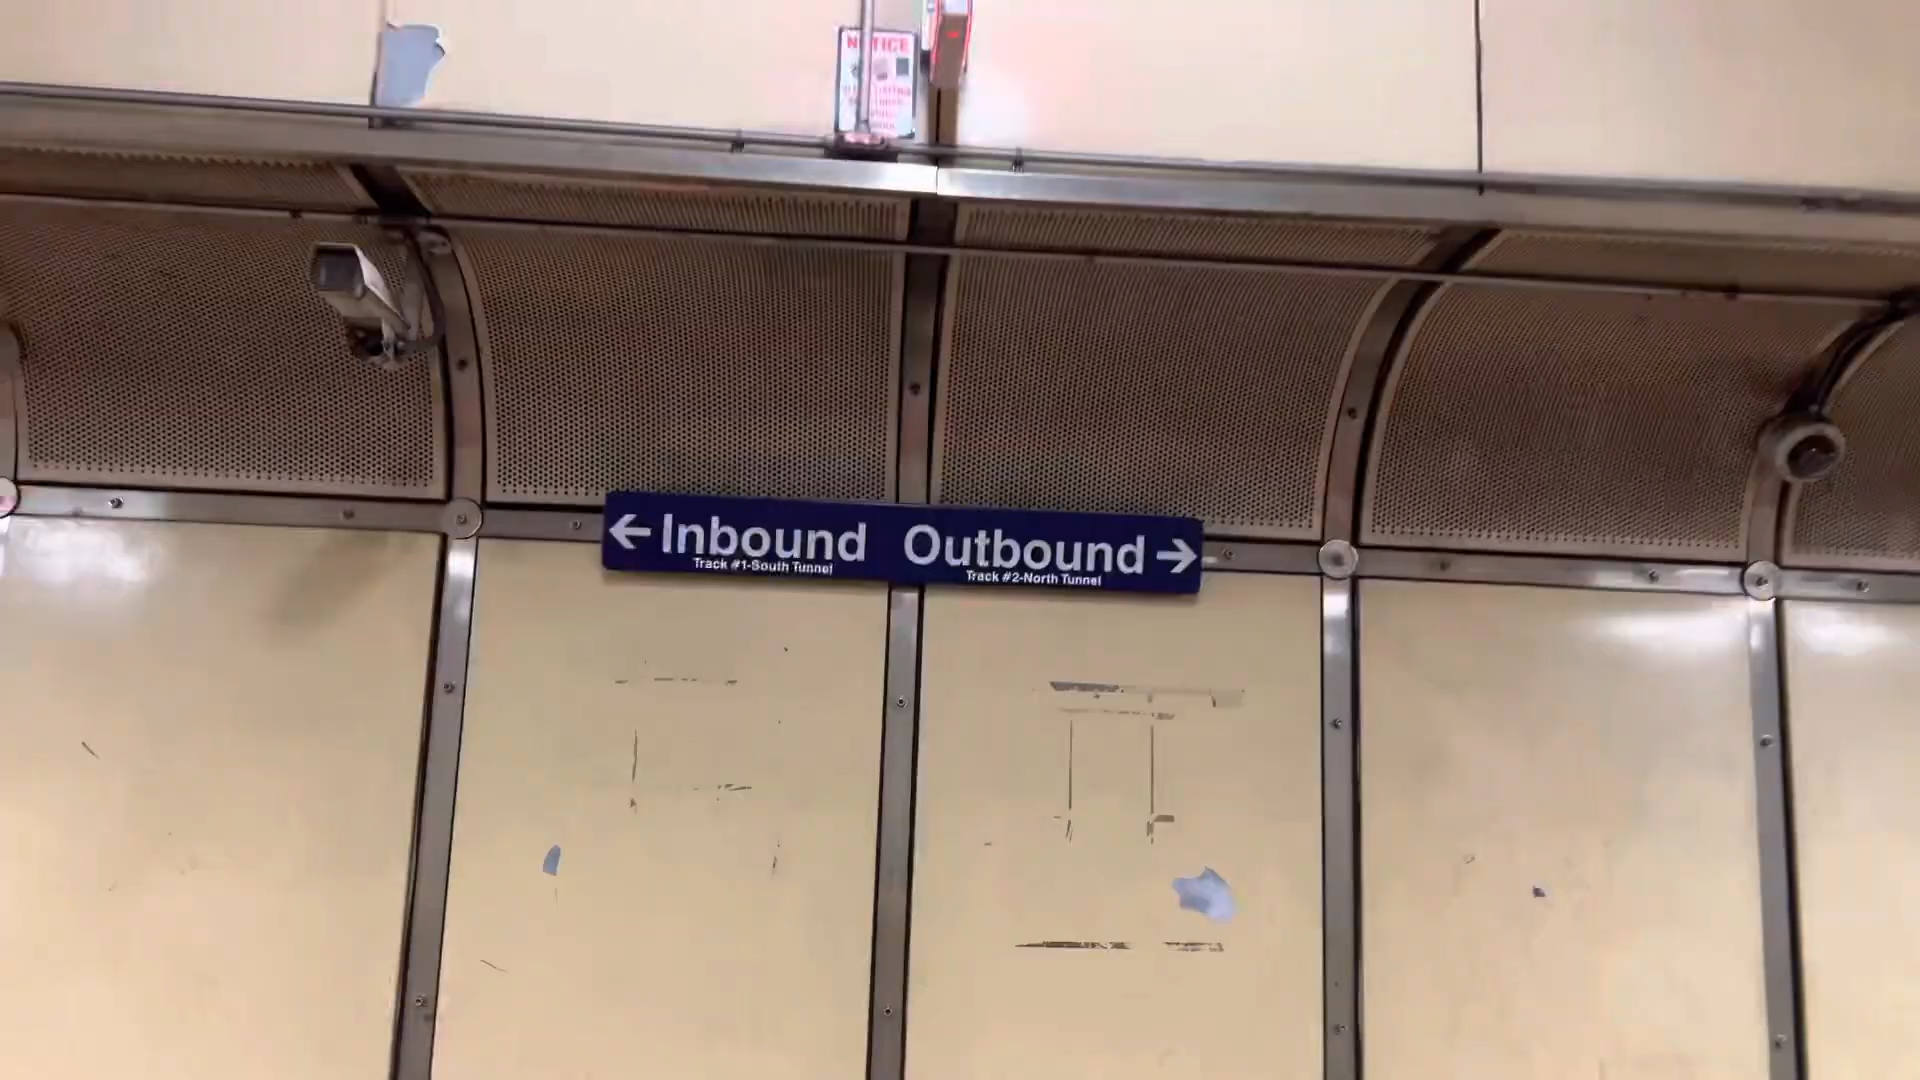 NOTICE
← Inbound Outbound →
Track #1-South Tunnel Track #2-North Tunnel